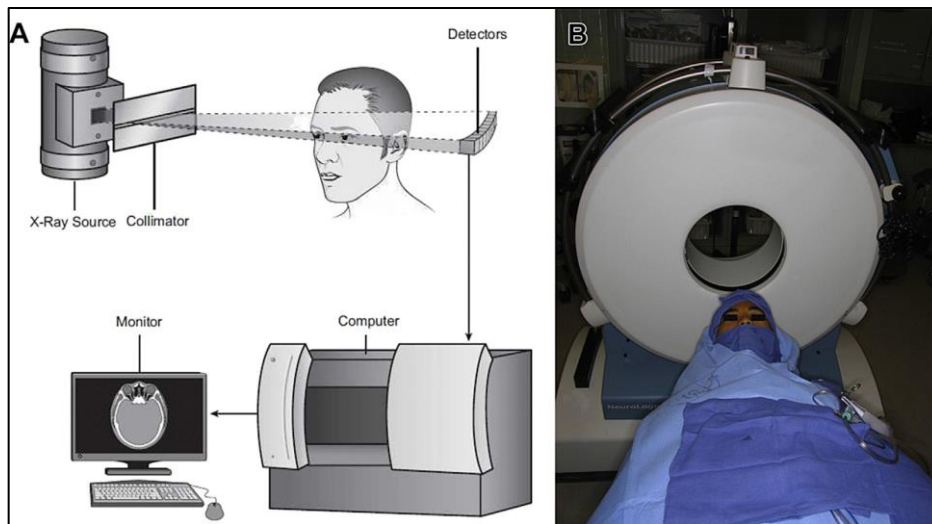 A
Detectors
X-Ray Source
Collimator
Monitor
Computer
B